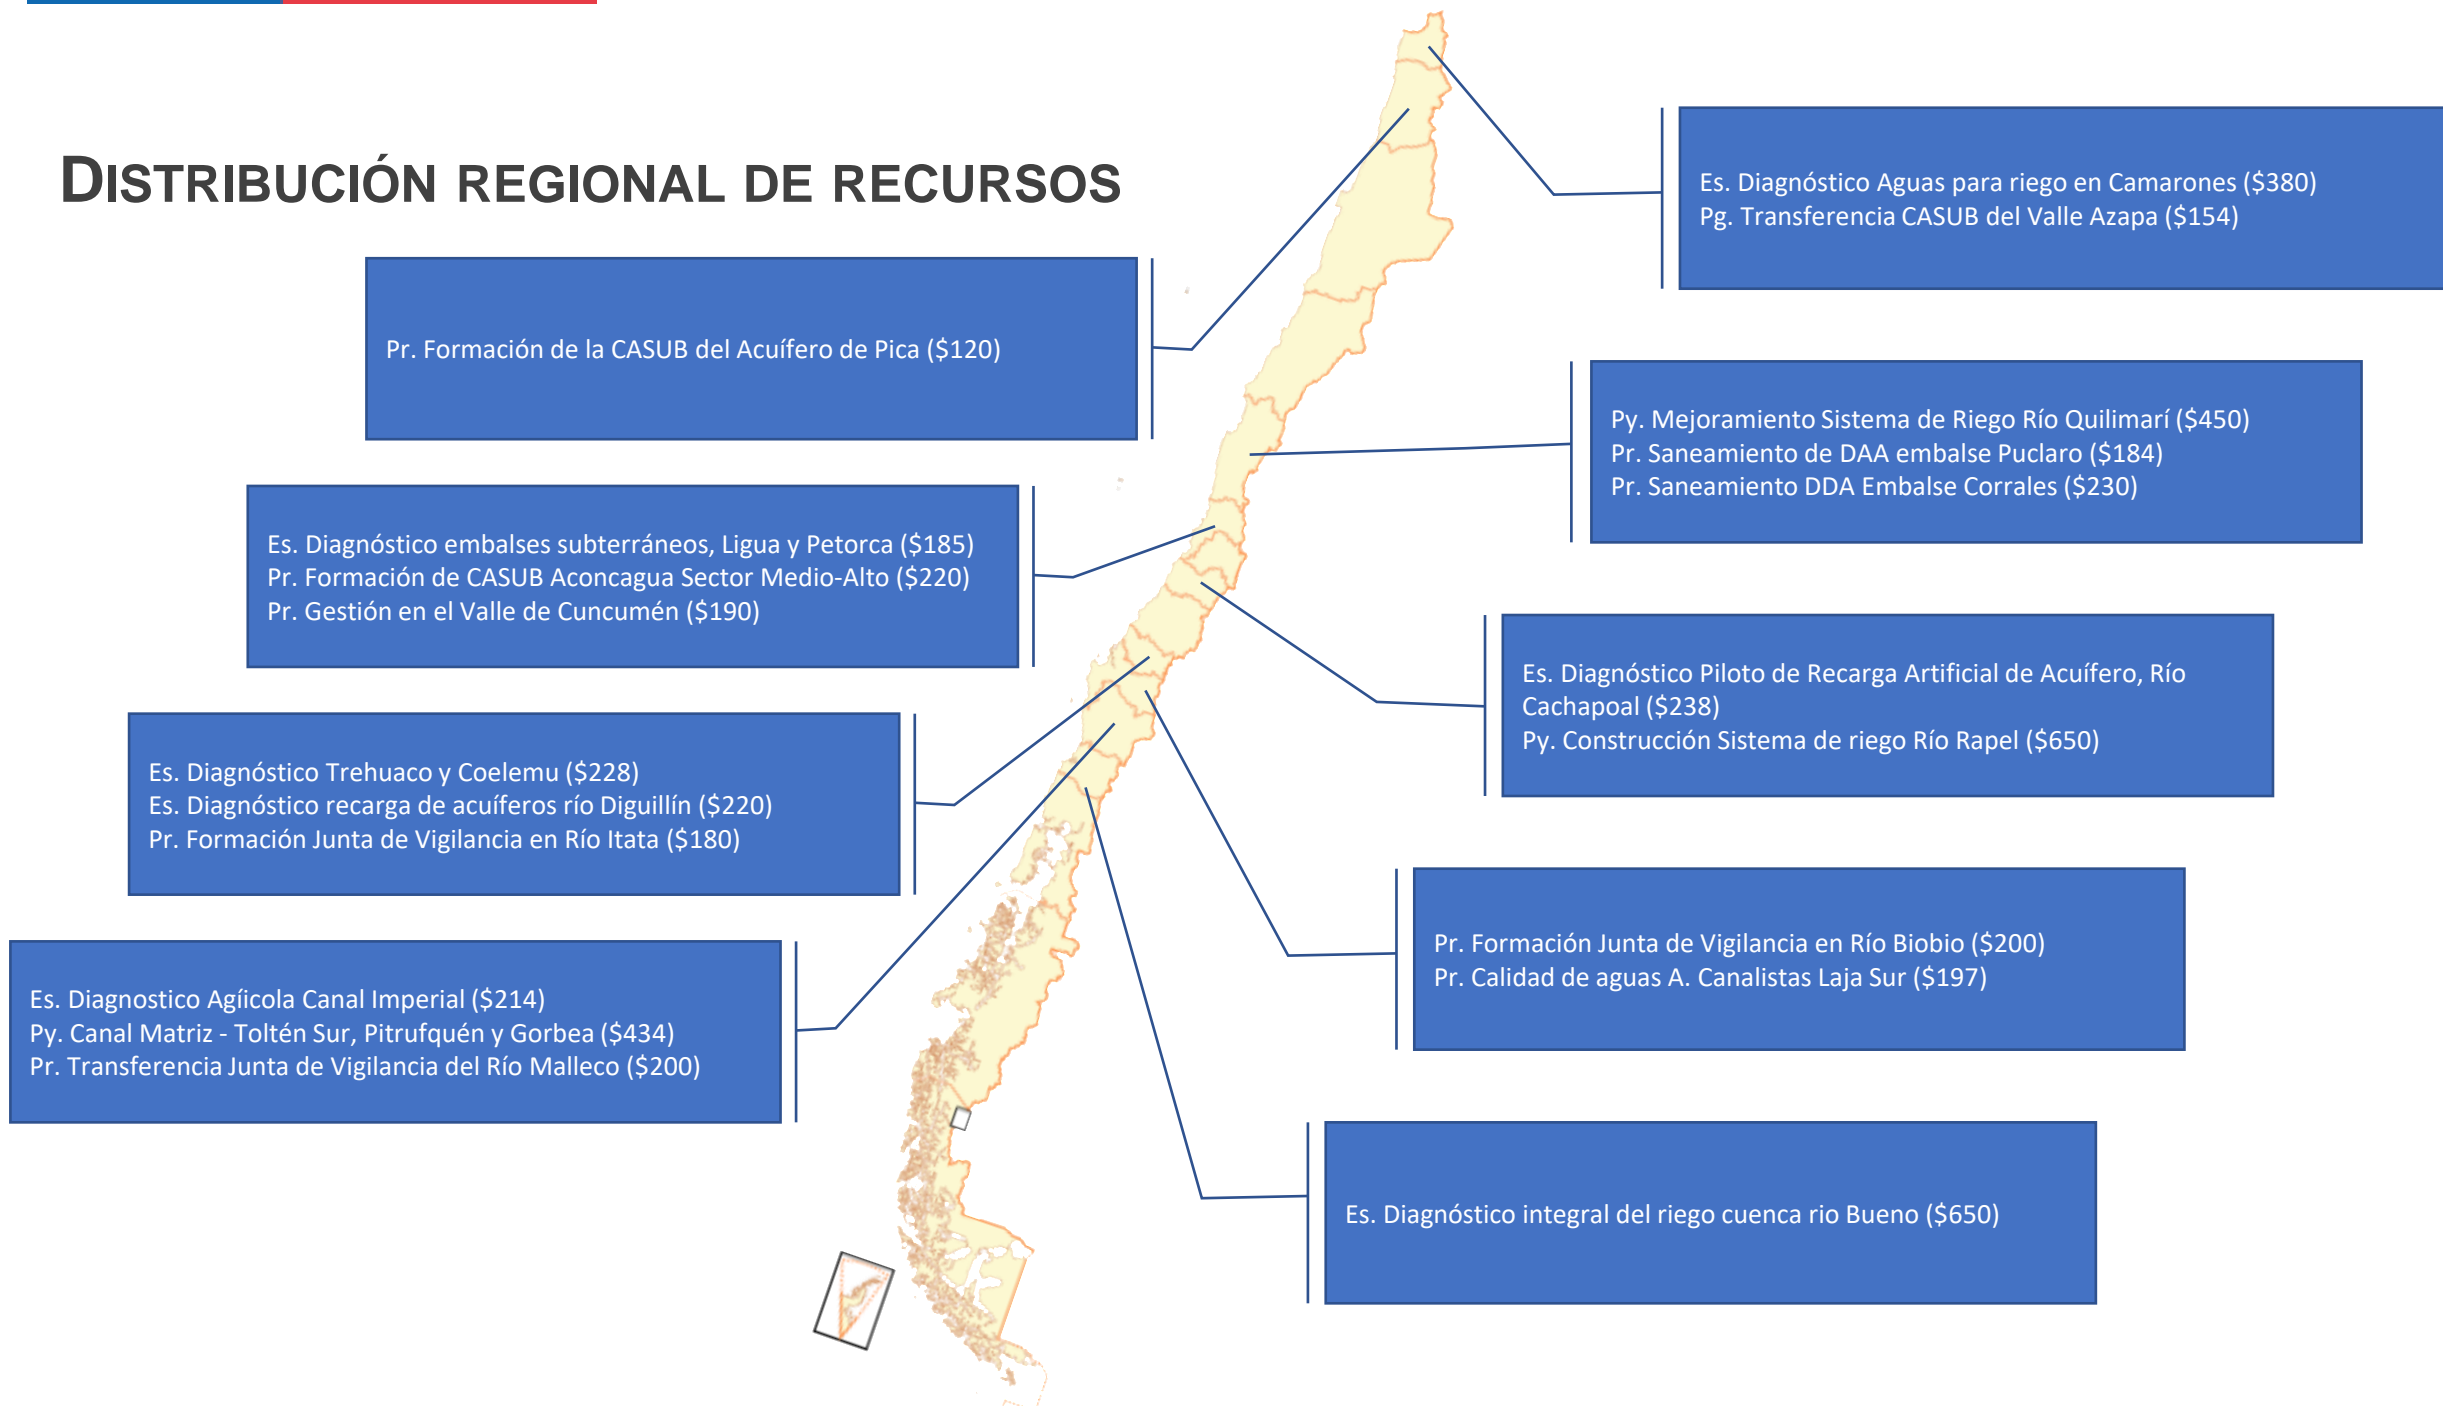 DISTRIBUCIÓN REGIONAL DE RECURSOS
Es. Diagnóstico Aguas para riego en Camarones ($380)
Pg. Transferencia CASUB del Valle Azapa ($154)
Pr. Formación de la CASUB del Acuífero de Pica ($120)
Py. Mejoramiento Sistema de Riego Río Quilimarí ($450)
Pr. Saneamiento de DAA embalse Puclaro ($184)
Pr. Saneamiento DDA Embalse Corrales ($230)
Es. Diagnóstico embalses subterráneos, Ligua y Petorca ($185)
Pr. Formación de CASUB Aconcagua Sector Medio-Alto ($220)
Pr. Gestión en el Valle de Cuncumén ($190)
Es. Diagnóstico Piloto de Recarga Artificial de Acuífero, Río
Cachapoal ($238)
Py. Construcción Sistema de riego Río Rapel ($650)
Es. Diagnóstico Trehuaco y Coelemu ($228)
Es. Diagnóstico recarga de acuíferos río Diguillín ($220)
Pr. Formación Junta de Vigilancia en Río Itata ($180)
Pr. Formación Junta de Vigilancia en Río Biobio ($200)
Pr. Calidad de aguas A. Canalistas Laja Sur ($197)
Es. Diagnostico Agíicola Canal Imperial ($214)
Py. Canal Matriz - Toltén Sur, Pitrufquén y Gorbea ($434)
Pr. Transferencia Junta de Vigilancia del Río Malleco ($200)
Es. Diagnóstico integral del riego cuenca rio Bueno ($650)